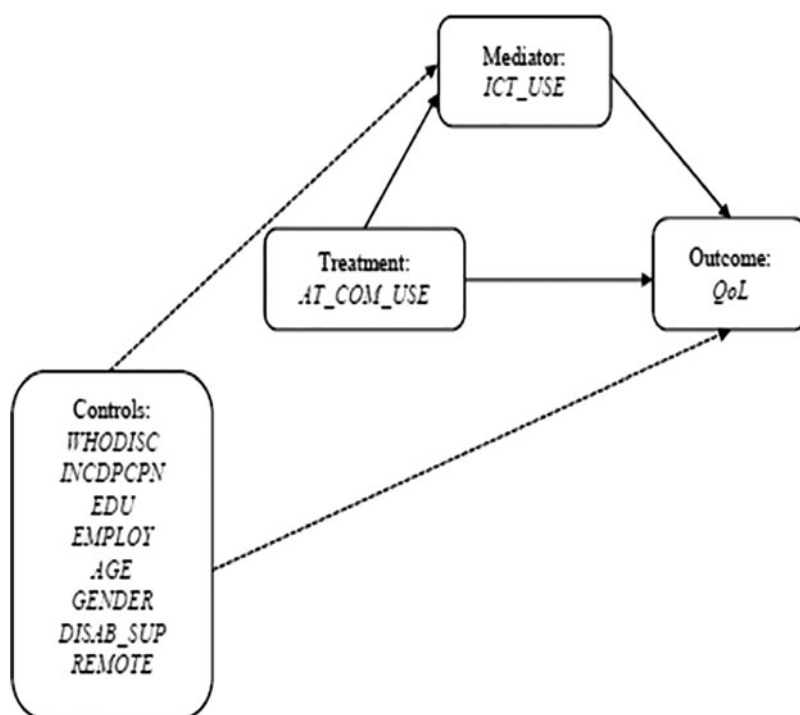 Mediator:
ICT_USE
Treatment:
AT_COM_USE
Outcome:
QoL
Controls:
WHODISC
INCDPCPN
EDU
EMPLOY
AGE
GENDER
DISAB_SUP
REMOTE